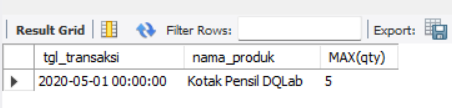 Result Grid Filter Rows: Export:
tgl_transaksi nama_produk MAX(qty)
2020-05-01 00:00:00 Kotak Pensil DQLab 5